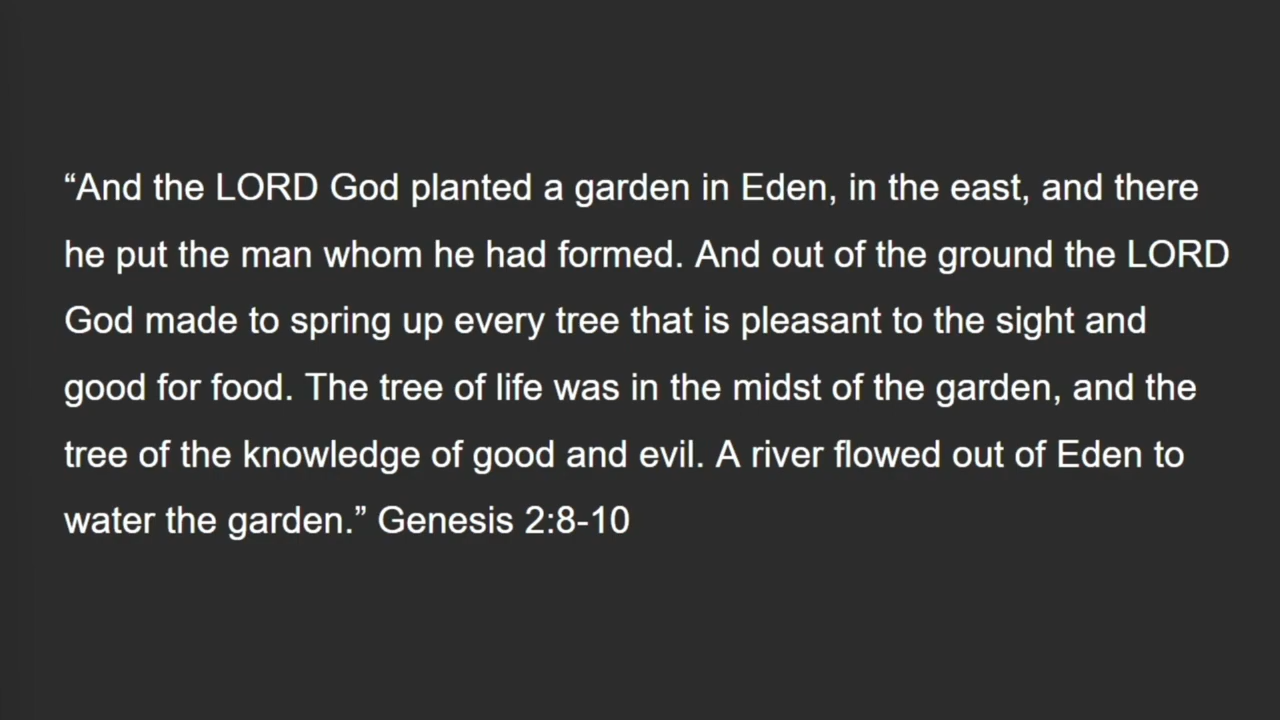 “And the LORD God planted a garden in Eden, in the east, and there
he put the man whom he had formed. And out of the ground the LORD
God made to spring up every tree that is pleasant to the sight and
good for food. The tree of life was in the midst of the garden, and the
tree of the knowledge of good and evil. A river flowed out of Eden to
water the garden.” Genesis 2:8-10